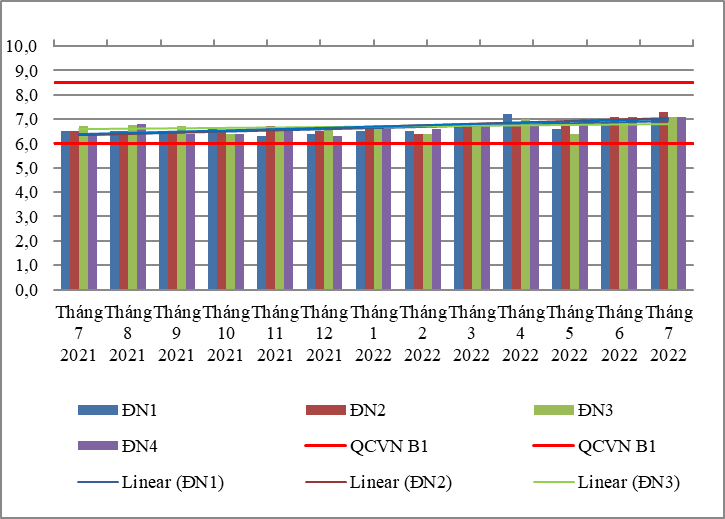 10,0
9,0
8,0
7,0
6,0
5,0
4,0
3,0
2,0
1,0
0,0
Tháng Tháng Tháng Tháng Tháng Tháng Tháng Tháng Tháng Tháng Tháng Tháng Tháng
7 8 9 10 11 12 1 2 3 4 5 6 7
2021 2021 2021 2021 2021 2021 2022 2022 2022 2022 2022 2022 2022
ĐN1 ĐN2 ĐN3
ĐN4 QCVN B1 QCVN B1
Linear (ĐN1) Linear (ĐN2) Linear (ĐN3)